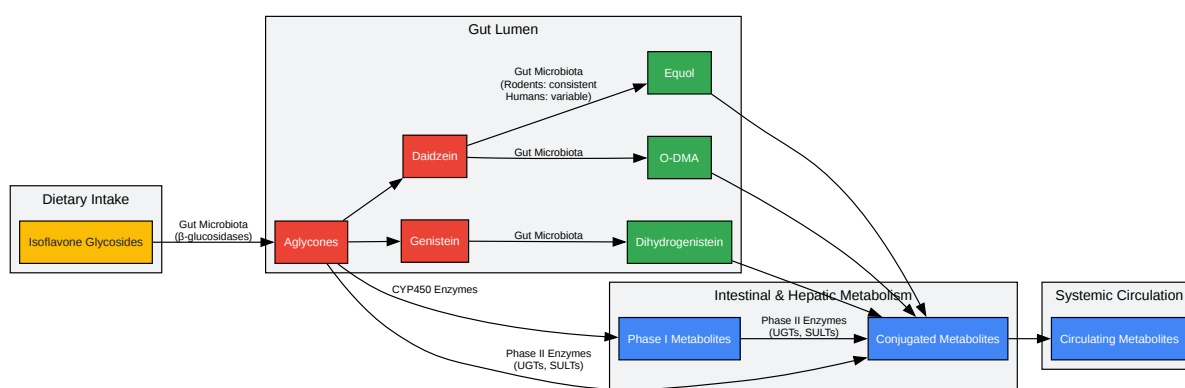 Gut Lumen
Gut Microbiota
(Rodents: consistent
Humans: variable)
Equol
Daidzein
Gut Microbiota
O-DMA
Dietary Intake
Isoflavone Glycosides
Gut Microbiota
(β-glucosidases)
Aglycones
Genistein
Gut Microbiota
Dihydrogenistein
CYP450 Enzymes
Intestinal & Hepatic Metabolism
Systemic Circulation
Phase I Metabolites
Phase II Enzymes
(UGTs, SULTs)
Conjugated Metabolites
Circulating Metabolites
Phase II Enzymes
(UGTs, SULTs)